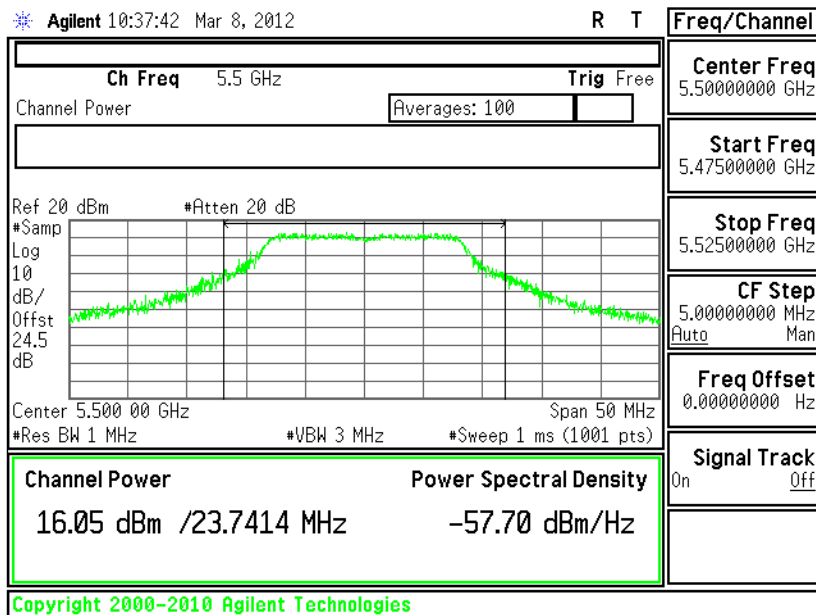 Agilent 10:37:42 Mar 8, 2012 R T
Freq/Channel
Ch Freq 5.5 GHz Trig Free
Channel Power Averages: 100
Ref 20 dBm #Atten 20 dB
#Samp
Log
10
dB/
Offst
24.5
dB
Center 5.500 00 GHz Span 50 MHz
#Res BW 1 MHz #VBW 3 MHz #Sweep 1 ms (1001 pts)
Channel Power Power Spectral Density
16.05 dBm /23.7414 MHz -57.70 dBm/Hz
Center Freq
5.50000000 GHz
Start Freq
5.47500000 GHz
Stop Freq
5.52500000 GHz
CF Step
5.00000000 MHz
Auto Man
Freq Offset
0.00000000 Hz
Signal Track
On Off
Copyright 2000-2010 Agilent Technologies